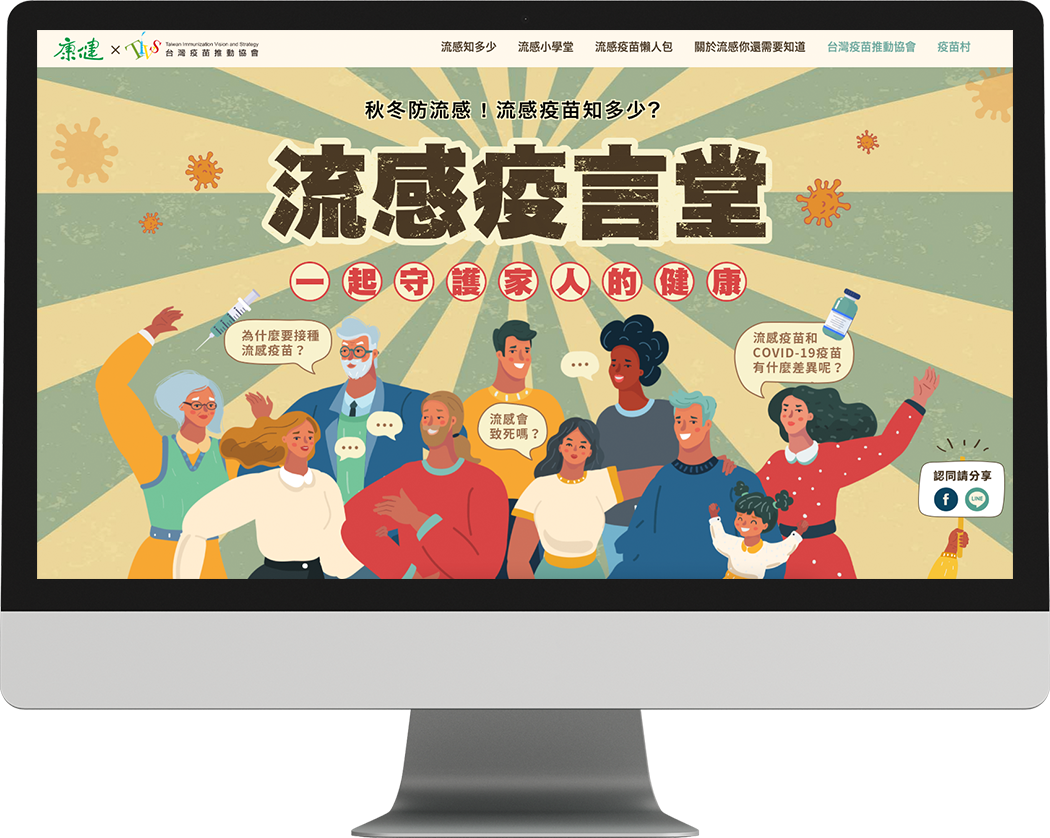 康健 × TIVS Taiwan Immunization Vision and Strategy
台灣疫苗推動協會
流感知多少 流感小學堂 流感疫苗懶人包 關於流感你還需要知道 台灣疫苗推動協會 疫苗村
秋冬防流感！流感疫苗知多少？
流感疫言堂
一起守護家人的健康
為什麼要接種
流感疫苗？
流感疫苗和
COVID-19疫苗
有什麼差異呢？
流感會
致死嗎？
認同請分享
f LINE